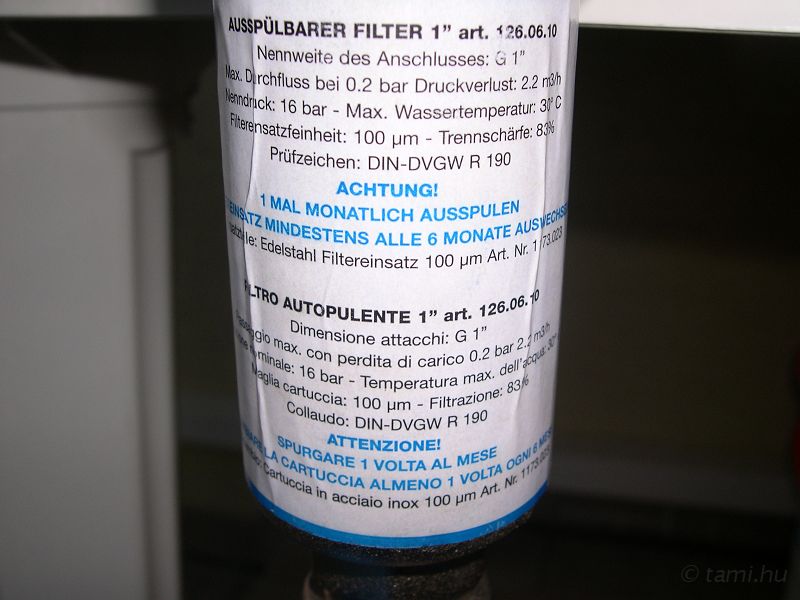 AUSSPÜLBARER FILTER 1” art. 126.06.10
Nennweite des Anschlusses: G 1”
Max. Durchfluss bei 0.2 bar Druckverlust: 2.2 m3/h
Nenndruck: 16 bar - Max. Wassertemperatur: 30° C
Filtereinsatzfeinheit: 100 µm - Trennschärfe: 83%
Prüfzeichen: DIN-DVGW R 190
ACHTUNG!
1 MAL MONATLICH AUSSPULEN
EINSATZ MINDESTENS ALLE 6 MONATE AUSWECHSE
Edelstahl Filtereinsatz 100 µm Art. Nr. 1173.023
FILTRO AUTOPULENTE 1” art. 126.06.10
Dimensione attacchi: G 1”
max. con perdita di carico 0.2 bar 2.2 m3/h
nominale: 16 bar - Temperatura max. dell'acqua: 30°
Maglia cartuccia: 100 µm - Filtrazione: 83%
Collaudo: DIN-DVGW R 190
ATTENZIONE!
SPURGARE 1 VOLTA AL MESE
LA CARTUCCIA ALMENO 1 VOLTA OGNI 6 MESI
Cartuccia in acciaio inox 100 µm Art. Nr. 1173.023
© tami.hu